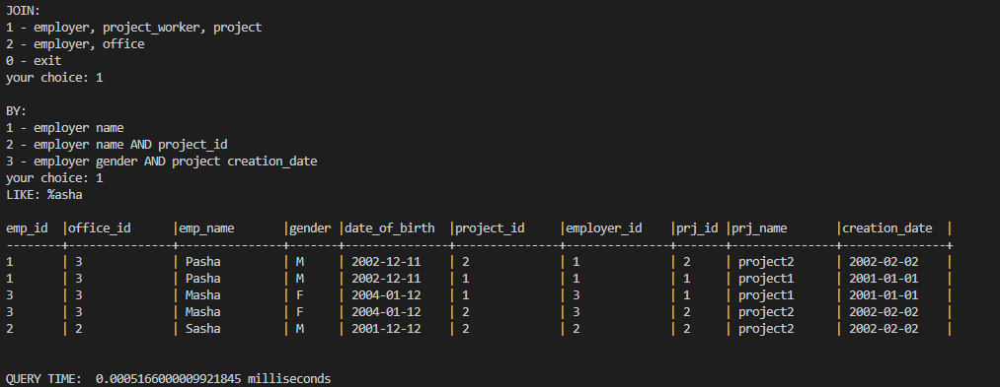 JOIN:
1 - employer, project_worker, project
2 - employer, office
0 - exit
your choice: 1
BY:
1 - employer name
2 - employer name AND project_id
3 - employer gender AND project creation_date
your choice: 1
LIKE: %asha
emp_id |office_id |emp_name |gender |date_of_birth |project_id |employer_id |prj_id |prj_name |creation_date |
--------+---------------+---------------+-------+---------------+---------------+---------------+-------+---------------+---------------+
1 | 3 | Pasha | M | 2002-12-11 | 2 | 1 | 2 | project2 | 2002-02-02 |
1 | 3 | Pasha | M | 2002-12-11 | 1 | 1 | 1 | project1 | 2001-01-01 |
3 | 3 | Masha | F | 2004-01-12 | 1 | 3 | 1 | project1 | 2001-01-01 |
3 | 3 | Masha | F | 2004-01-12 | 2 | 3 | 2 | project2 | 2002-02-02 |
2 | 2 | Sasha | M | 2001-12-12 | 2 | 2 | 2 | project2 | 2002-02-02 |
QUERY TIME: 0.0005166000009921845 milliseconds